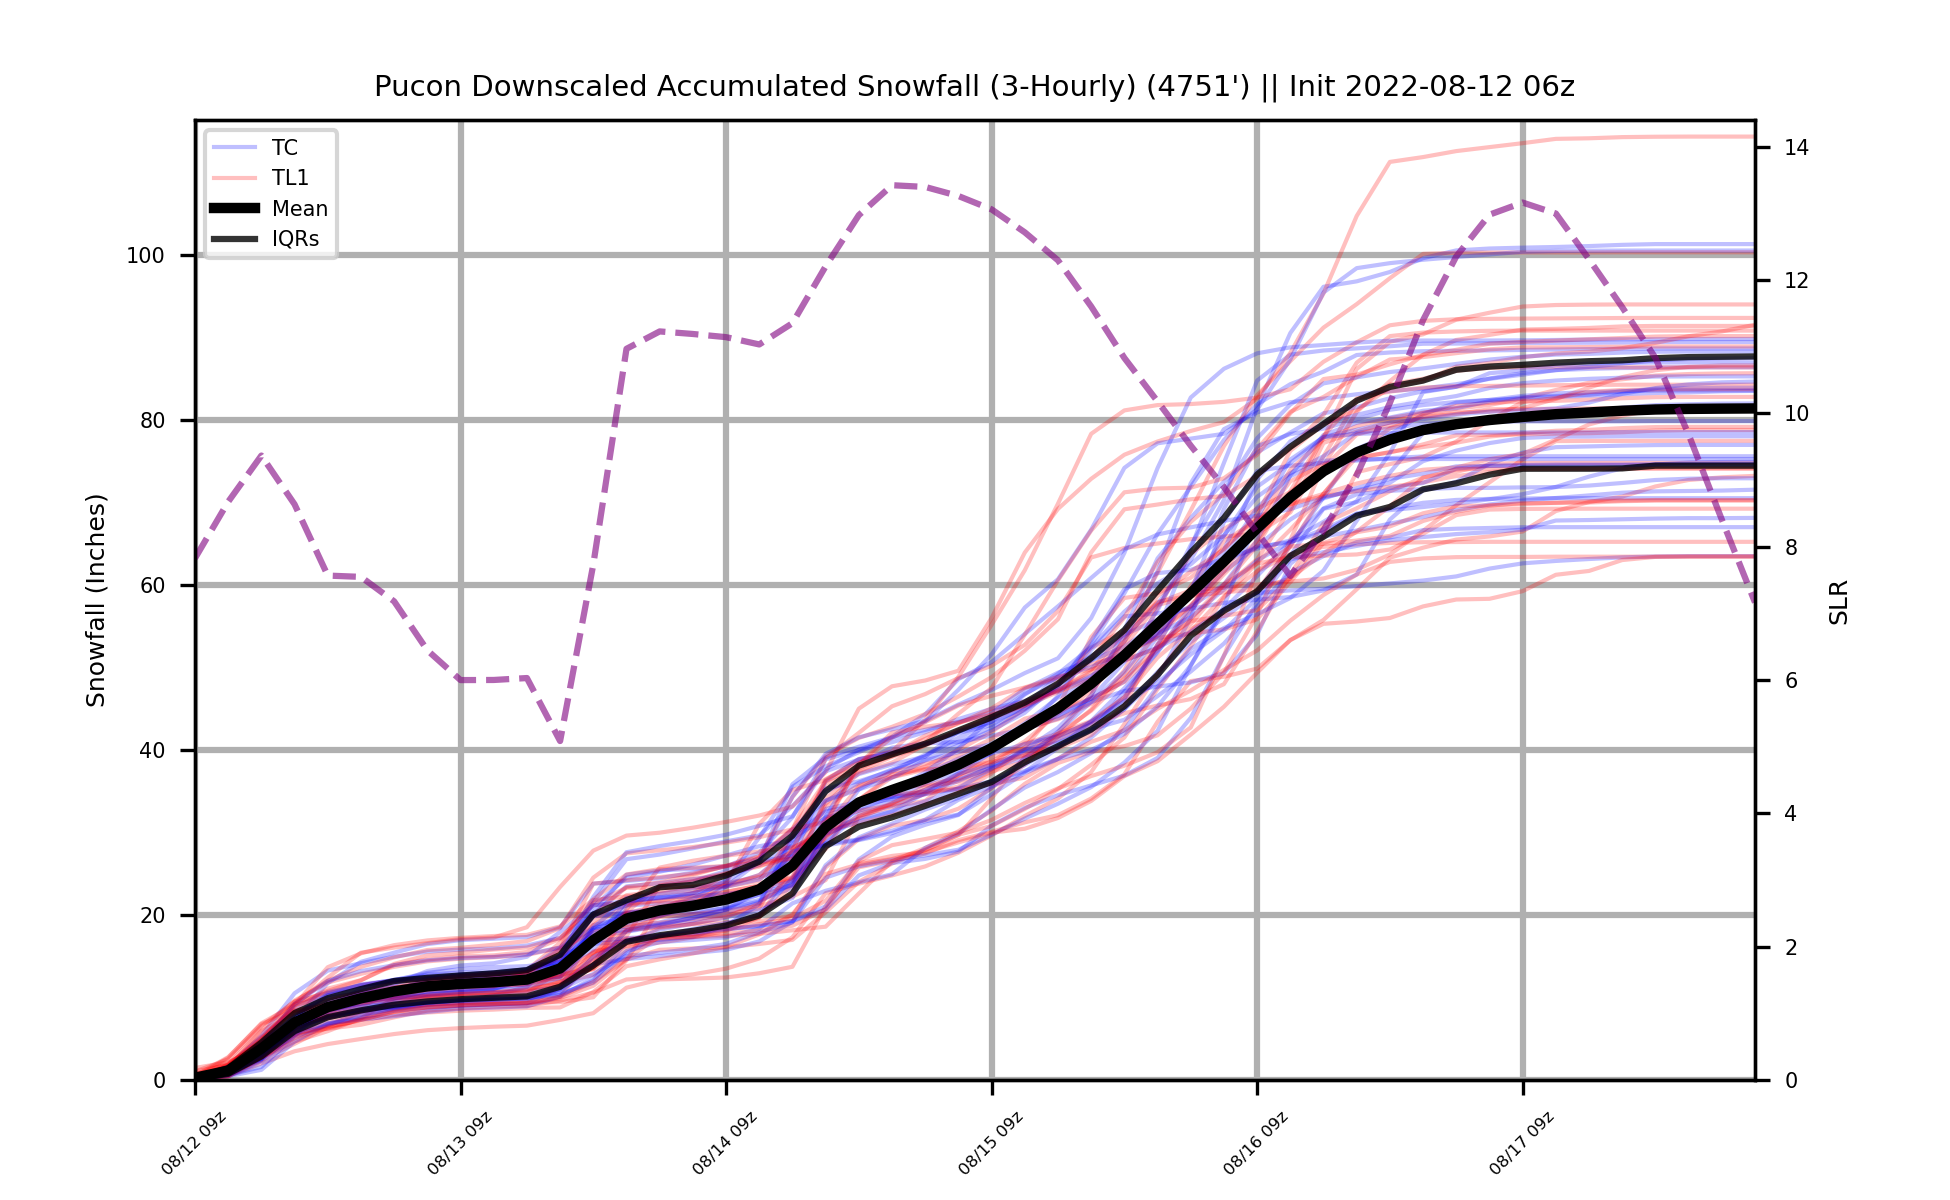 Pucon Downscaled Accumulated Snowfall (3-Hourly) (4751') || Init 2022-08-12 06z
TC
TL1
Mean
IQRs
Snowfall (Inches)
100
80
60
40
20
0
14
12
10
8
6
4
2
0
SLR
08/12 09z
08/13 09z
08/14 09z
08/15 09z
08/16 09z
08/17 09z